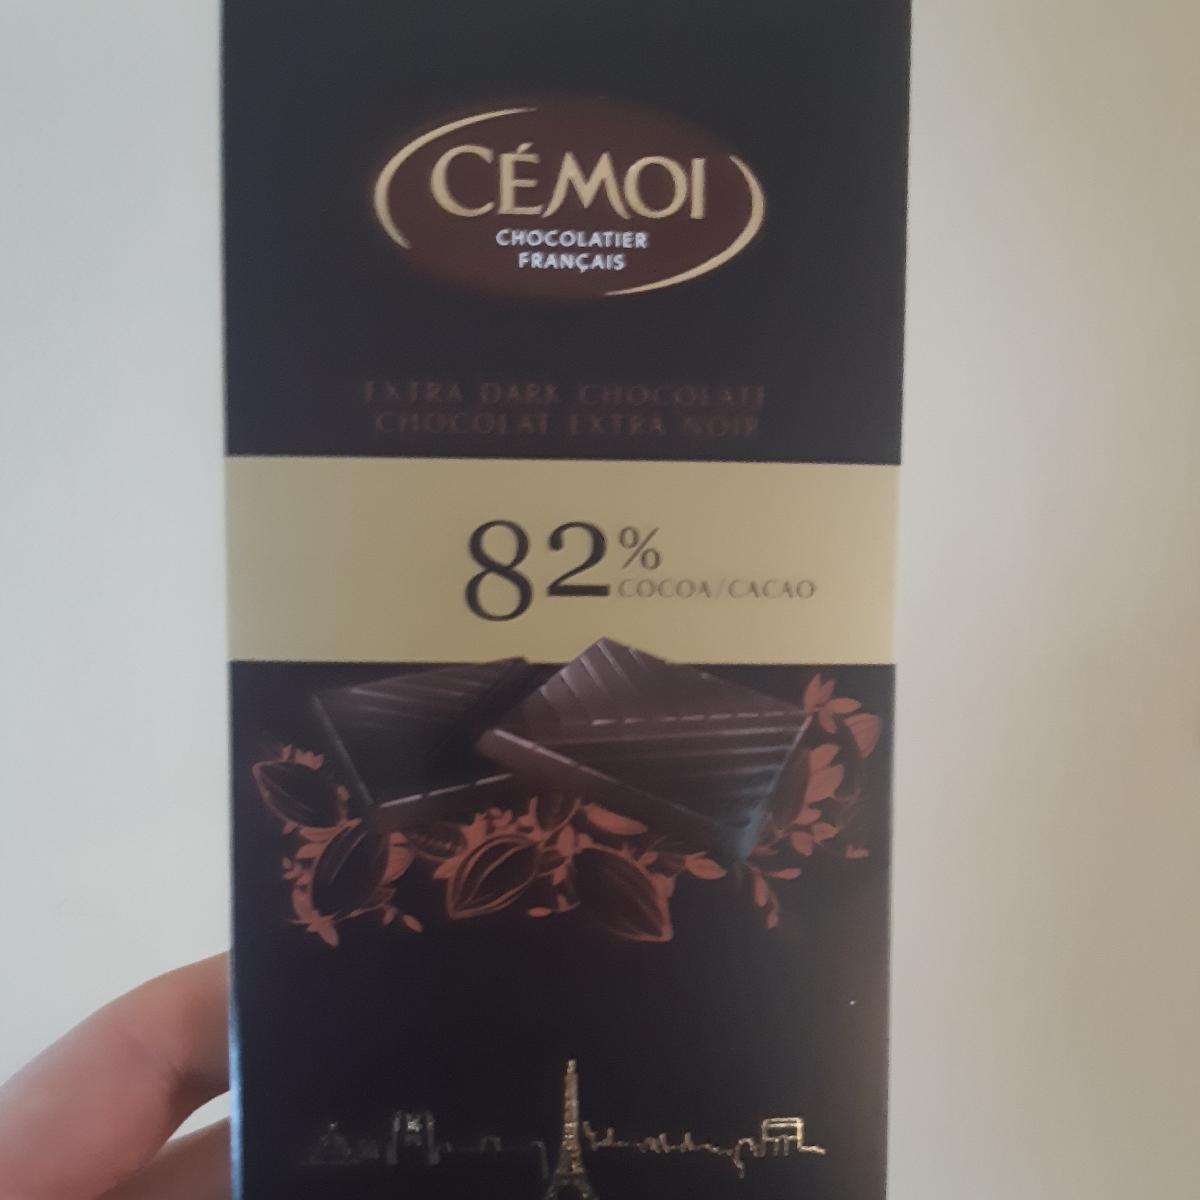 CÉMOI
CHOCOLATIER
FRANÇAIS
EXTRA DARK CHOCOLATE
CHOCOLAT EXTRA NOIR
82%
COCOA/CACAO